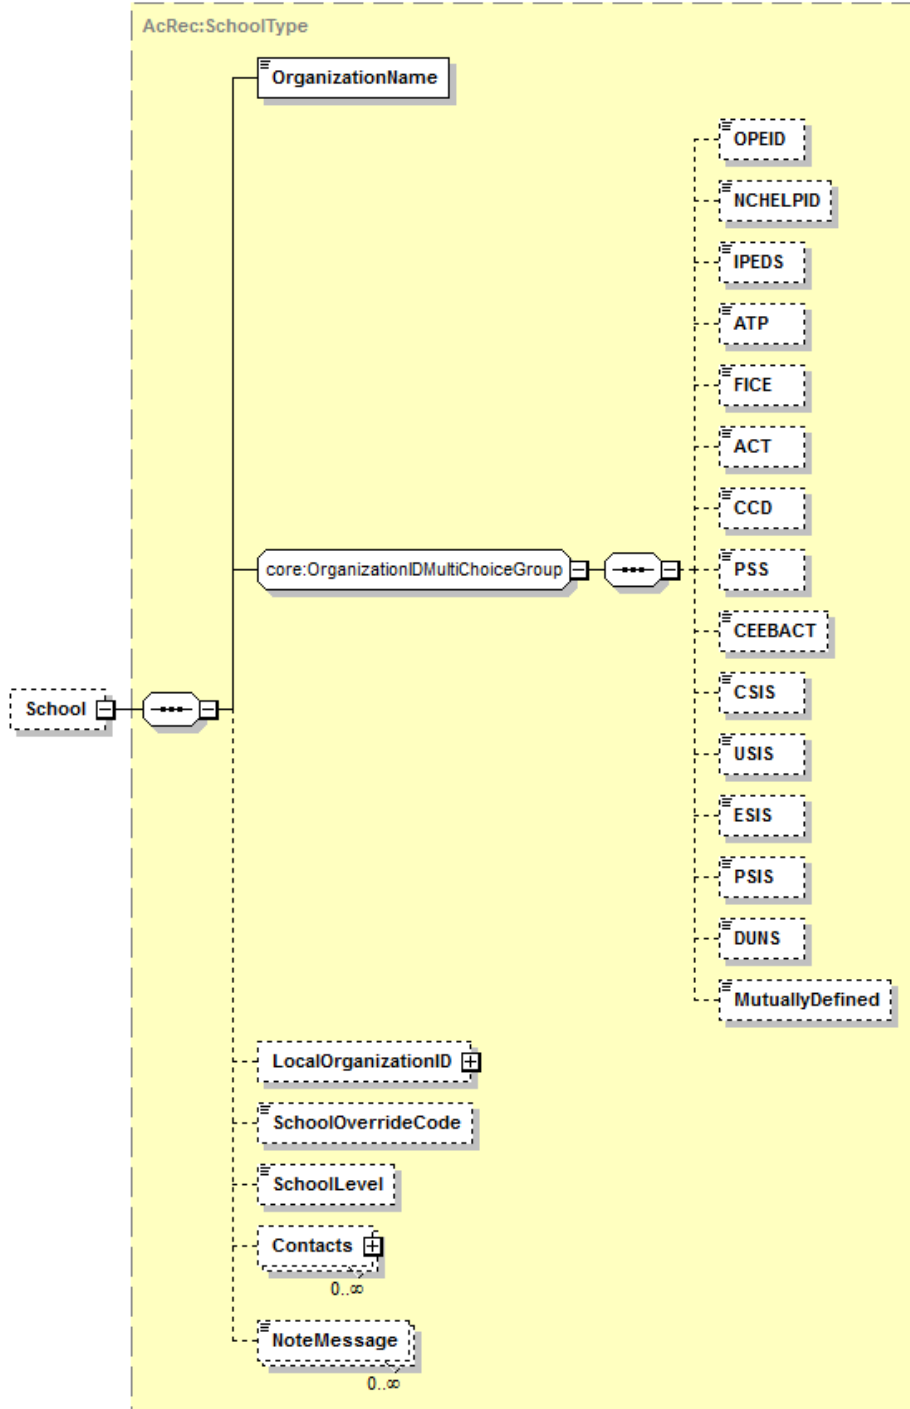 AcRec:SchoolType
OrganizationName
OPEID
NCHELPID
IPEDS
ATP
FICE
ACT
CCD
core:OrganizationIDMultiChoiceGroup
PSS
CEEBACT
CSIS
School
USIS
ESIS
PSIS
DUNS
MutuallyDefined
LocalOrganizationID
SchoolOverrideCode
SchoolLevel
Contacts
0..∞
NoteMessage
0..∞